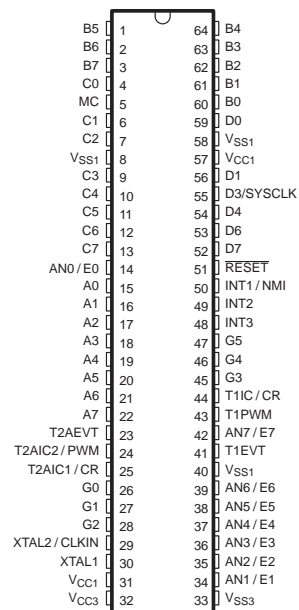 B5 1 64 B4
B6 2 63 B3
B7 3 62 B2
C0 4 61 B1
MC 5 60 B0
C1 6 59 D0
C2 7 58 VSS1
VSS1 8 57 VCC1
C3 9 56 D1
C4 10 55 D3/SYSCLK
C5 11 54 D4
C6 12 53 D6
C7 13 52 D7
AN0 / E0 14 51 RESET
A0 15 50 INT1 / NMI
A1 16 49 INT2
A2 17 48 INT3
A3 18 47 G5
A4 19 46 G4
A5 20 45 G3
A6 21 44 T1IC / CR
A7 22 43 T1PWM
T2AEVT 23 42 AN7 / E7
T2AIC2 / PWM 24 41 T1EVT
T2AIC1 / CR 25 40 VSS1
G0 26 39 AN6 / E6
G1 27 38 AN5 / E5
G2 28 37 AN4 / E4
XTAL2 / CLKIN 29 36 AN3 / E3
XTAL1 30 35 AN2 / E2
VCC1 31 34 AN1 / E1
VCC3 32 33 VSS3